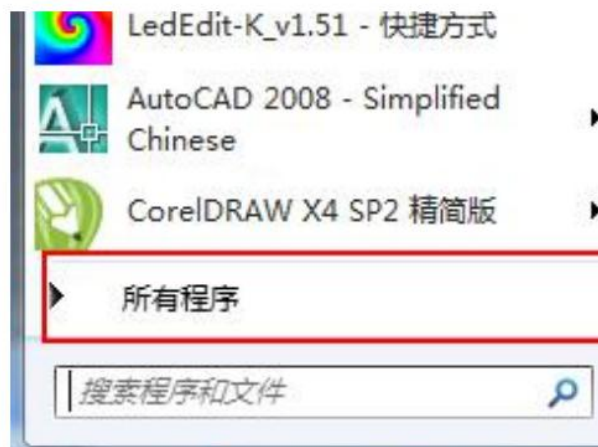 LedEdit-K_v1.51 - 快捷方式
AutoCAD 2008 - Simplified
Chinese
CorelDRAW X4 SP2 精简版
所有程序
搜索程序和文件